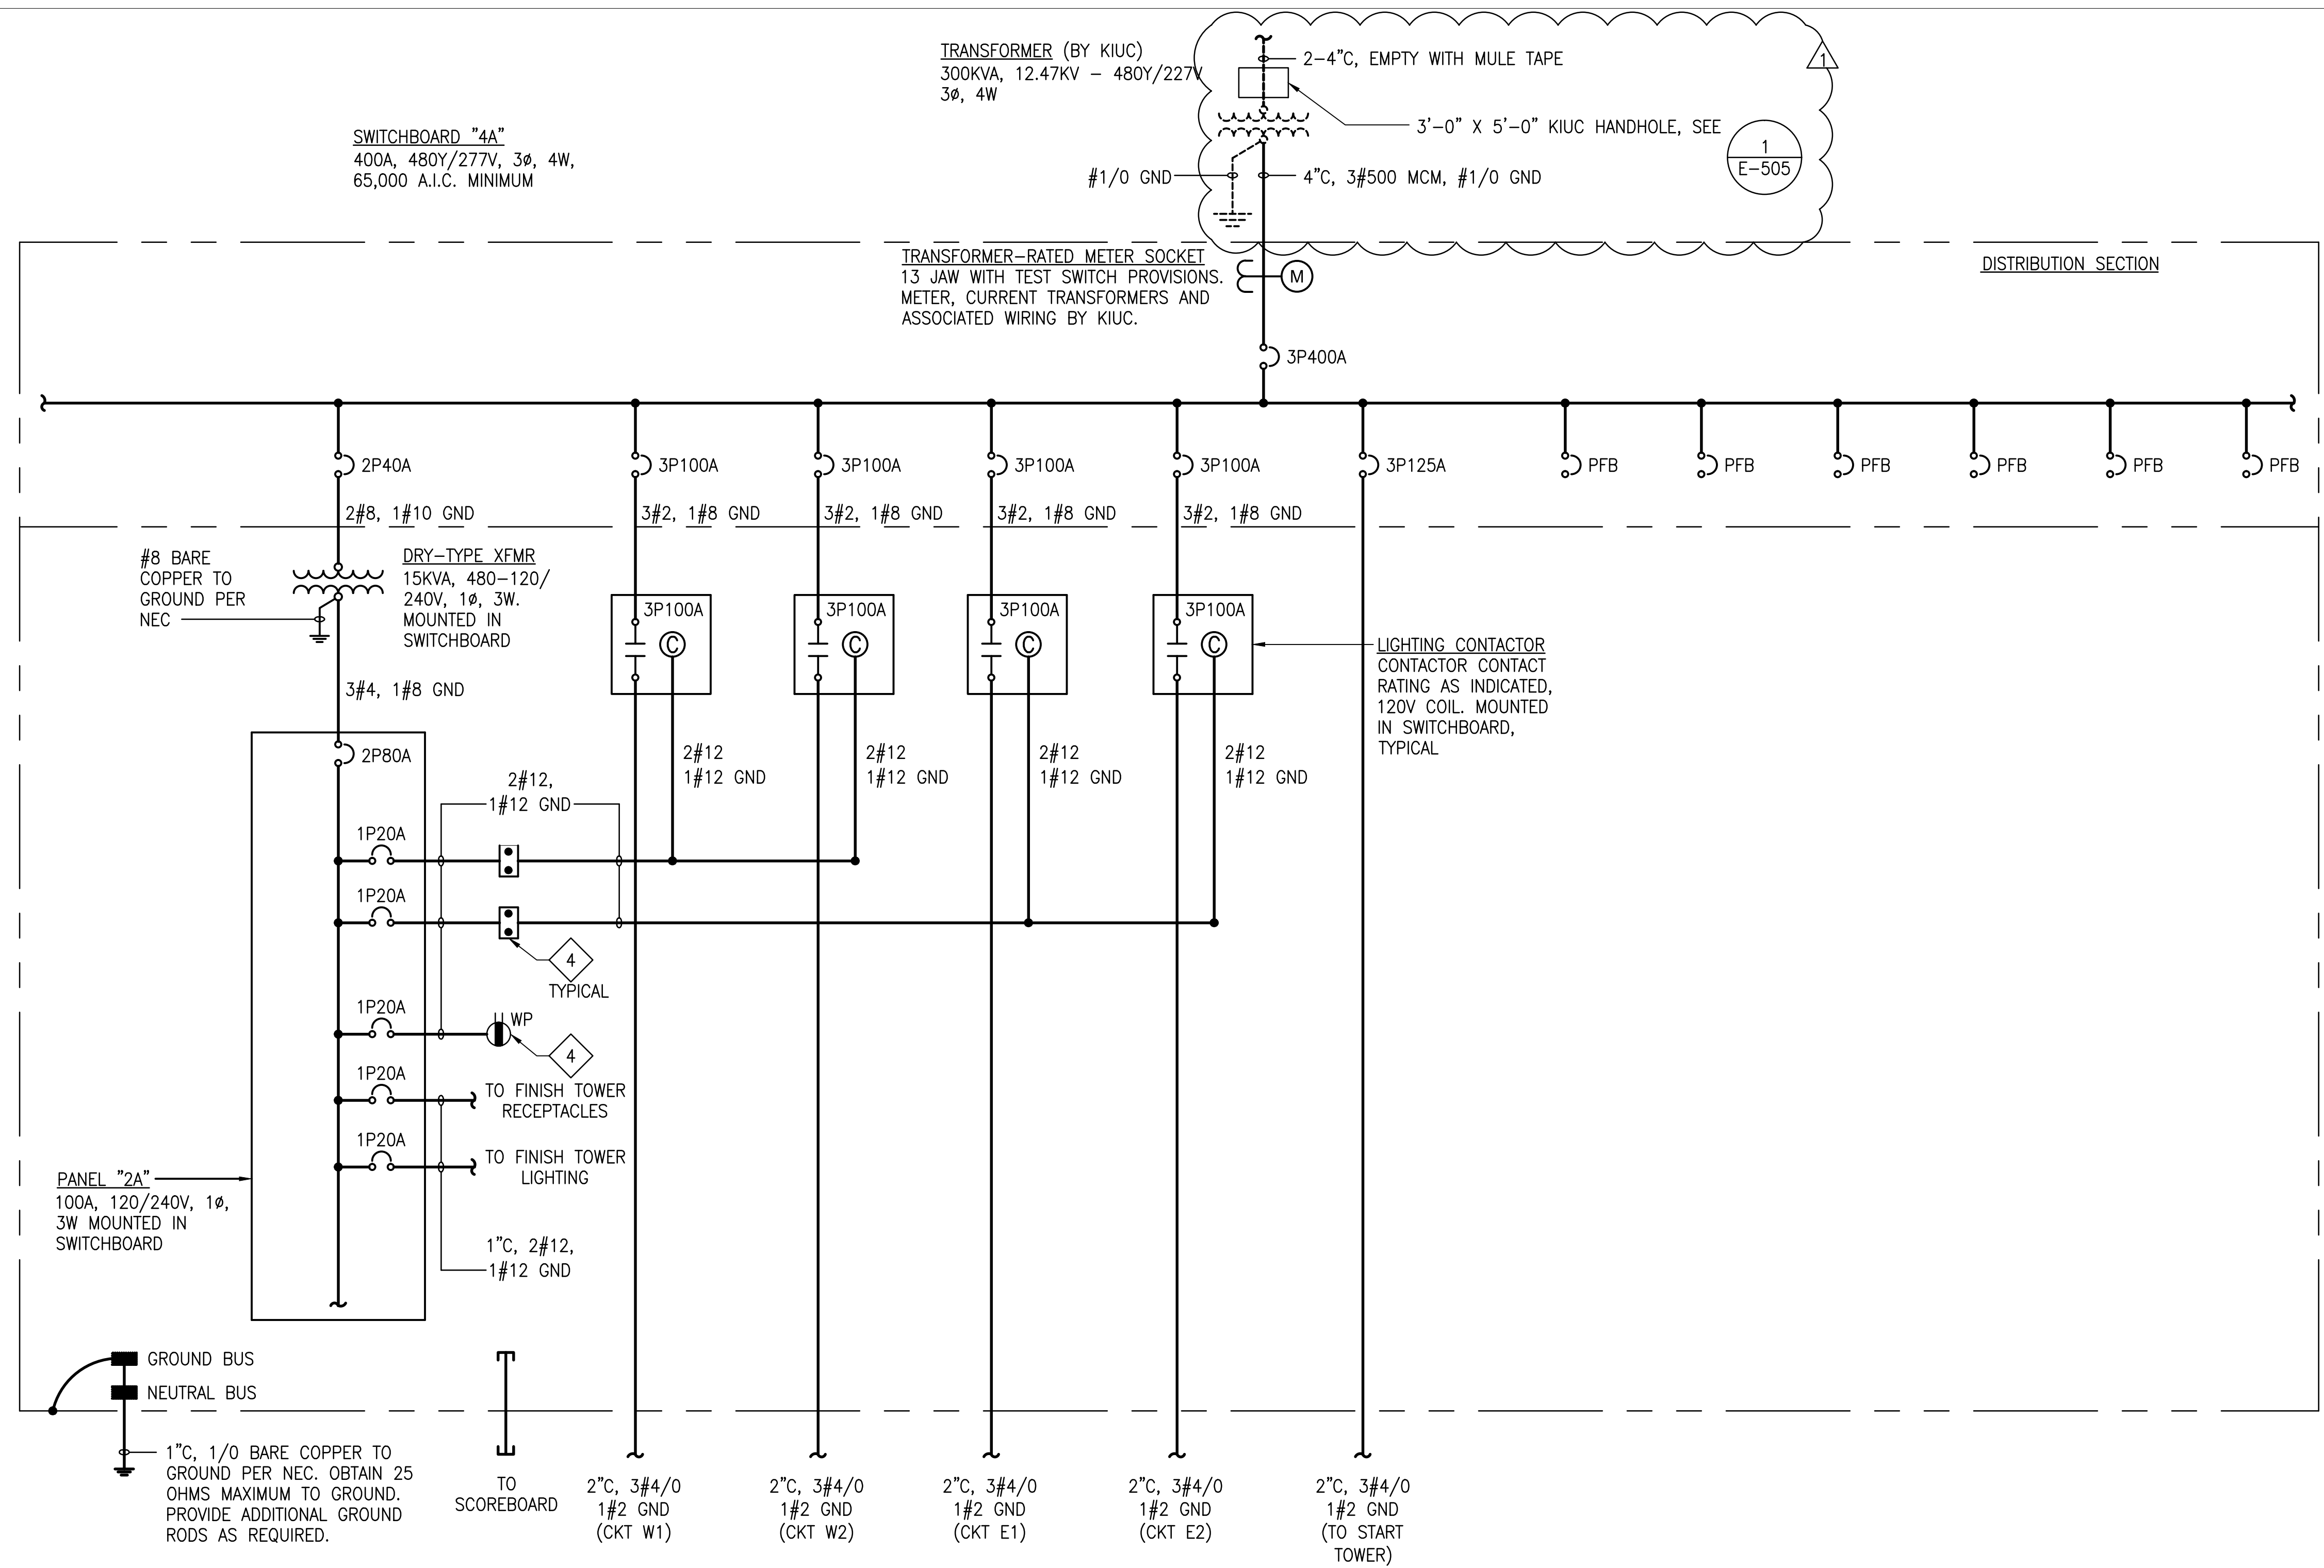 TRANSFORMER (BY KIUC)
300KVA, 12.47KV – 480Y/227V
3ø, 4W
2–4"C, EMPTY WITH MULE TAPE
1
3'–0" X 5'–0" KIUC HANDHOLE, SEE
1
E–505
#1/0 GND
4"C, 3#500 MCM, #1/0 GND
SWITCHBOARD "4A"
400A, 480Y/277V, 3ø, 4W,
65,000 A.I.C. MINIMUM
TRANSFORMER–RATED METER SOCKET
13 JAW WITH TEST SWITCH PROVISIONS.
METER, CURRENT TRANSFORMERS AND
ASSOCIATED WIRING BY KIUC.
M
DISTRIBUTION SECTION
3P400A
2P40A
3P100A
3P100A
3P100A
3P100A
3P125A
PFB
PFB
PFB
PFB
PFB
PFB
2#8, 1#10 GND
3#2, 1#8 GND
3#2, 1#8 GND
3#2, 1#8 GND
3#2, 1#8 GND
#8 BARE
COPPER TO
GROUND PER
NEC
DRY–TYPE XFMR
15KVA, 480–120/
240V, 1ø, 3W.
MOUNTED IN
SWITCHBOARD
3P100A
C
3P100A
C
3P100A
C
3P100A
C
LIGHTING CONTACTOR
CONTACTOR CONTACT
RATING AS INDICATED,
120V COIL. MOUNTED
IN SWITCHBOARD,
TYPICAL
3#4, 1#8 GND
2P80A
2#12
1#12 GND
2#12
1#12 GND
2#12
1#12 GND
2#12
1#12 GND
2#12,
1#12 GND
1P20A
1P20A
4
TYPICAL
1P20A
WP
4
1P20A
TO FINISH TOWER
RECEPTACLES
1P20A
TO FINISH TOWER
LIGHTING
PANEL "2A"
100A, 120/240V, 1ø,
3W MOUNTED IN
SWITCHBOARD
1"C, 2#12,
1#12 GND
GROUND BUS
NEUTRAL BUS
1"C, 1/0 BARE COPPER TO
GROUND PER NEC. OBTAIN 25
OHMS MAXIMUM TO GROUND.
PROVIDE ADDITIONAL GROUND
RODS AS REQUIRED.
TO
SCOREBOARD
2"C, 3#4/0
1#2 GND
(CKT W1)
2"C, 3#4/0
1#2 GND
(CKT W2)
2"C, 3#4/0
1#2 GND
(CKT E1)
2"C, 3#4/0
1#2 GND
(CKT E2)
2"C, 3#4/0
1#2 GND
(TO START
TOWER)